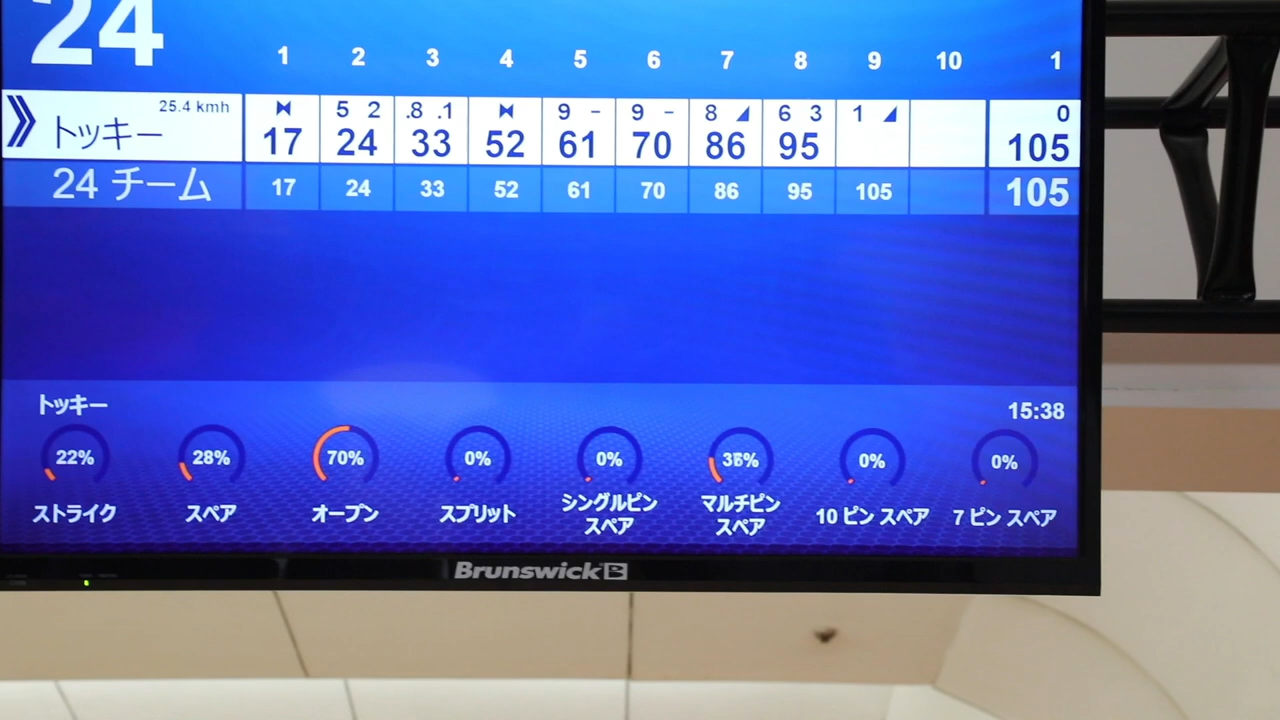 24
1 2 3 4 5 6 7 8 9 10 1
25.4 kmh
トッキー
5 2 .8 .1 9 - 9 - 8 6 3 1 0
17 24 33 52 61 70 86 95 105
24 チーム 17 24 33 52 61 70 86 95 105 105
トッキー 15:38
22% 28% 70% 0% 0% 0% 0%
ストライク スペア オープン スプリット シングルピン スペア マルチピン スペア 10 ピン スペア 7 ピン スペア
Brunswick B